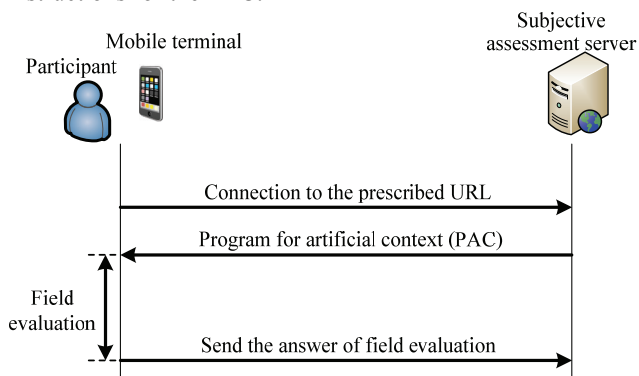 Subjective
assessment server
Mobile terminal
Participant
Connection to the prescribed URL
Program for artificial context (PAC)
Field
evaluation
Send the answer of field evaluation